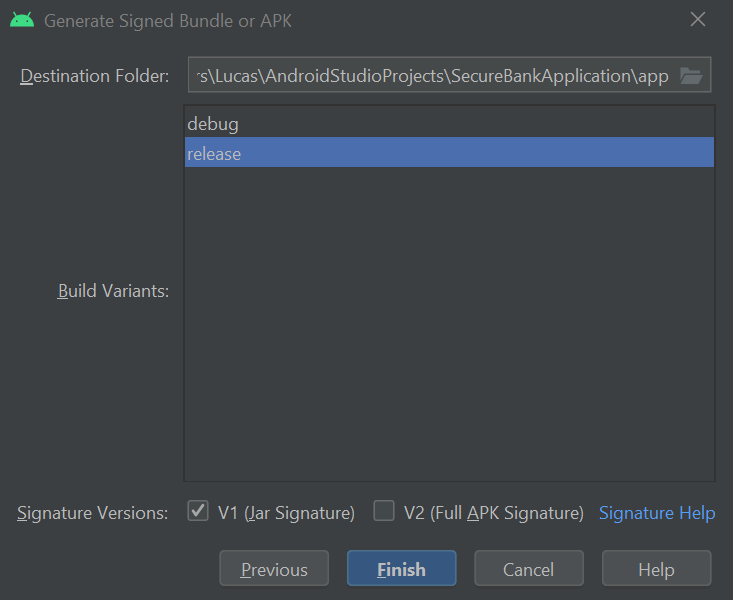 Generate Signed Bundle or APK
Destination Folder: s\Lucas\AndroidStudioProjects\SecureBankApplication\app
debug
release
Build Variants:
Signature Versions: V1 (Jar Signature) V2 (Full APK Signature) Signature Help
Previous Finish Cancel Help